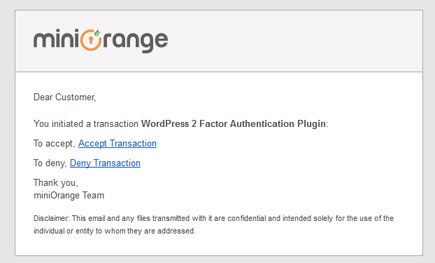 miniOrange
Dear Customer,
You initiated a transaction WordPress 2 Factor Authentication Plugin:
To accept, Accept Transaction
To deny, Deny Transaction
Thank you,
miniOrange Team
Disclaimer: This email and any files transmitted with it are confidential and intended solely for the use of the
individual or entity to whom they are addressed.